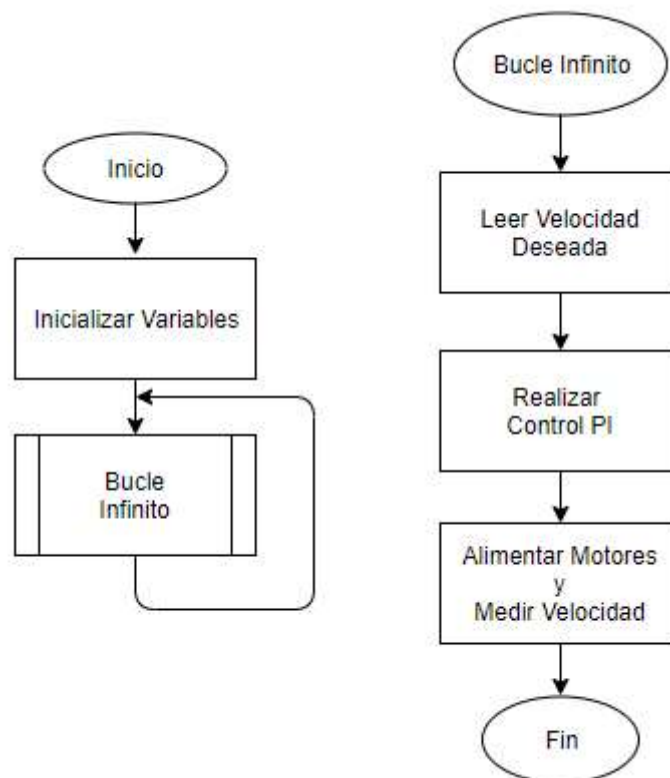 Inicio
Inicializar Variables
Bucle
Infinito
Bucle Infinito
Leer Velocidad
Deseada
Realizar
Control PI
Alimentar Motores
y
Medir Velocidad
Fin